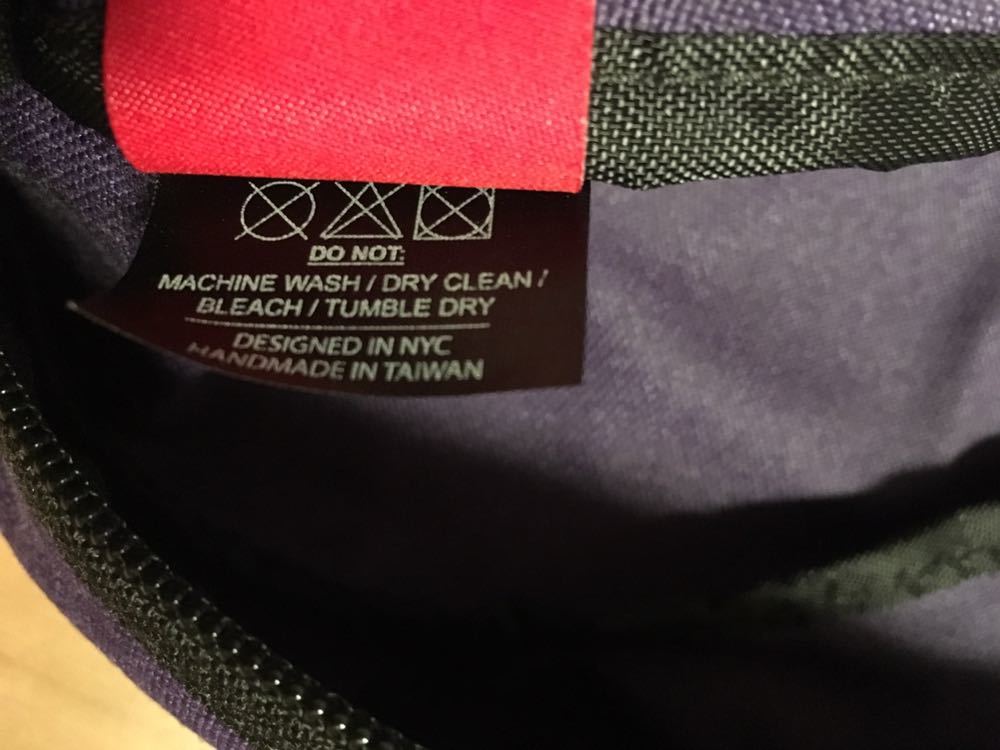 DO NOT:
MACHINE WASH / DRY CLEAN /
BLEACH / TUMBLE DRY
DESIGNED IN NYC
HANDMADE IN TAIWAN